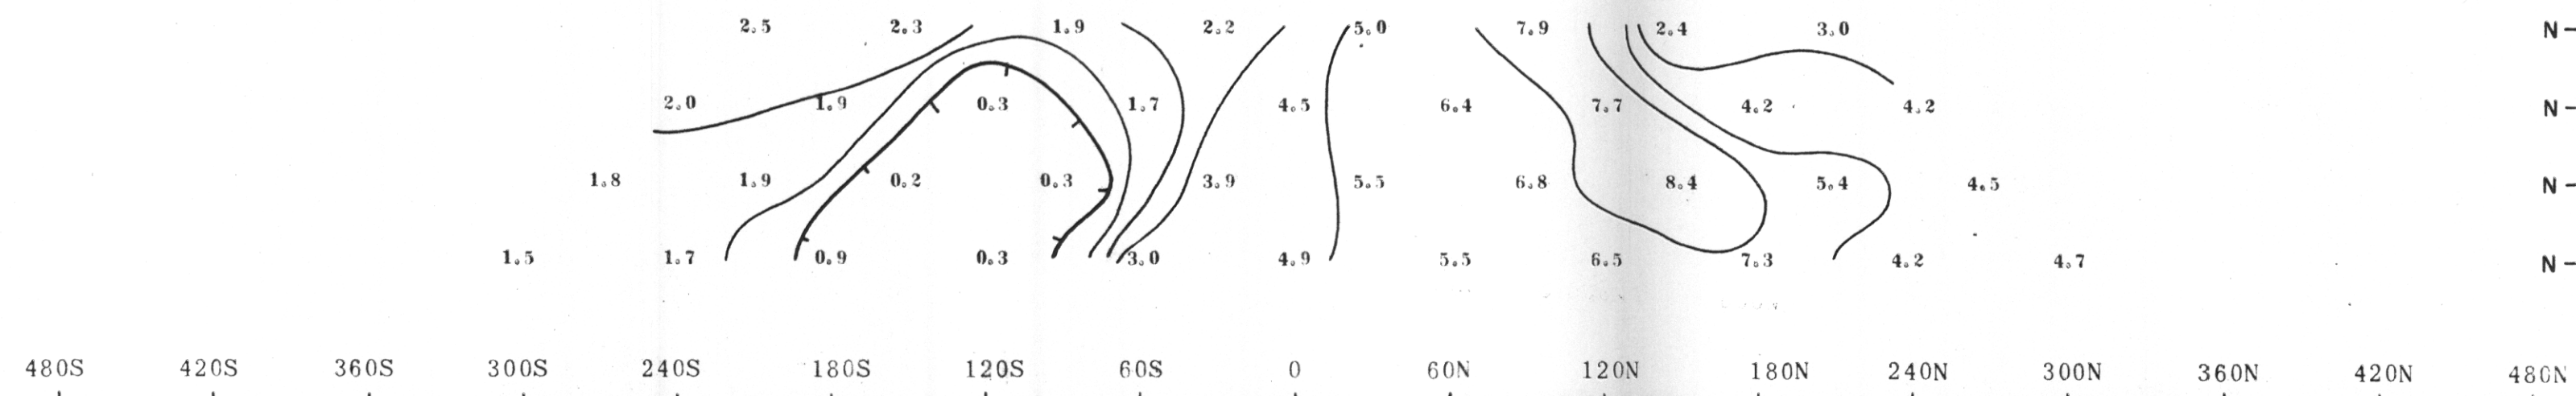 2.5 2.3 1.9 2.2 5.0 7.9 2.4 3.0 N-
2.0 1.9 0.3 1.7 4.5 6.4 7.7 4.2 4.2 N-
1.8 1.9 0.2 0.3 3.9 5.5 6.8 8.4 5.4 4.5 N-
1.5 1.7 0.9 0.3 3.0 4.9 5.5 6.5 7.3 4.2 4.7 N-
480S 420S 360S 300S 240S 180S 120S 60S 0 60N 120N 180N 240N 300N 360N 420N 480N